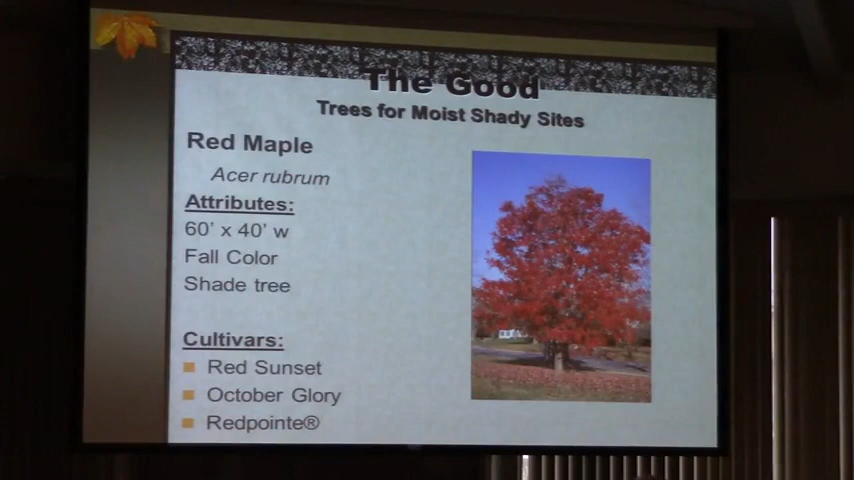 The Good
Trees for Moist Shady Sites
Red Maple
Acer rubrum
Attributes:
60' x 40' w
Fall Color
Shade tree
Cultivars:
Red Sunset
October Glory
Redpointe®